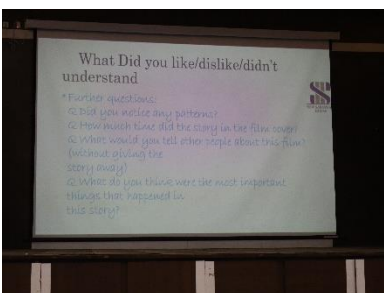 What Did you like/dislike/didn't
understand
• Further questions:
Q Did you notice any patterns?
Q How much time did the story in the film cover?
Q What would you tell other people about this film?
(without giving the
story away)
Q What do you think were the most important
things that happened in
this story?